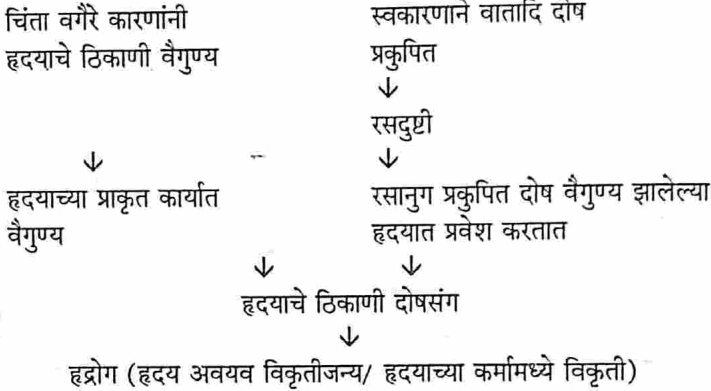 चिंता वगैरे कारणांनी
हृदयाचे ठिकाणी वैगुण्य
↓
हृदयाच्या प्राकृत कार्यात
वैगुण्य
स्वकारणाने वातादि दोष
प्रकुपित
↓
रसदुष्टी
↓
रसानुग प्रकुपित दोष वैगुण्य झालेल्या
हृदयात प्रवेश करतात
↓ ↓
हृदयाचे ठिकाणी दोषसंग
↓
हृद्रोग (हृदय अवयव विकृतीजन्य/ हृदयाच्या कर्मामध्ये विकृती)